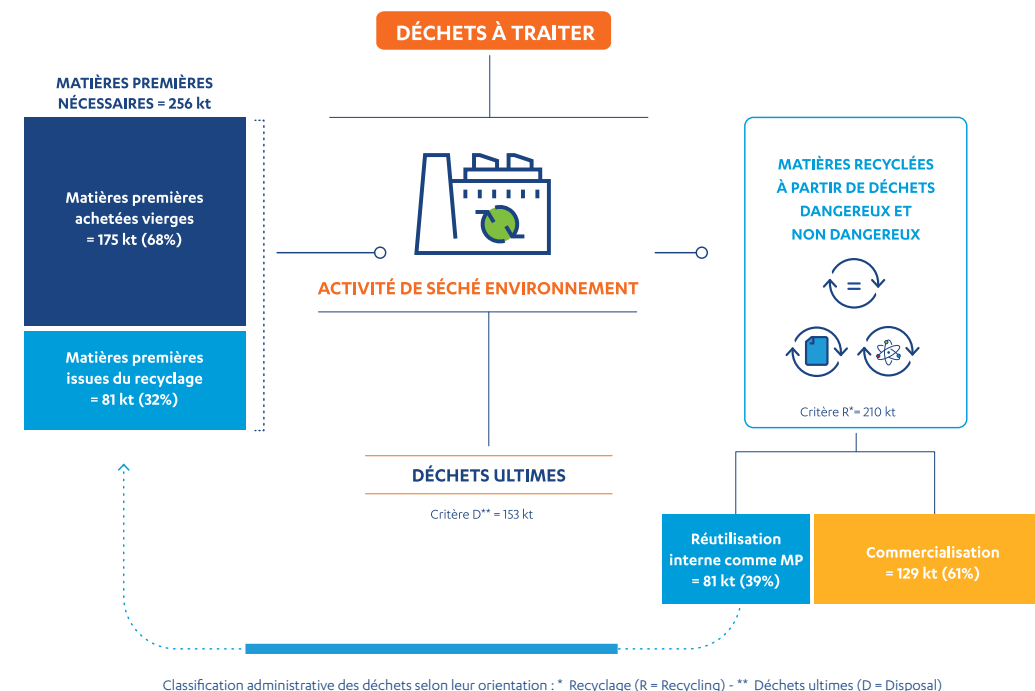 DÉCHETS À TRAITER
MATIÈRES PREMIÈRES
NÉCESSAIRES = 256 kt
Matières premières
achetées vierges
= 175 kt (68%)
Matières premières
issues du recyclage
= 81 kt (32%)
ACTIVITÉ DE SÉCHÉ ENVIRONNEMENT
MATIÈRES RECYCLÉES
À PARTIR DE DÉCHETS
DANGEREUX ET
NON DANGEREUX
=
Critère R*= 210 kt
DÉCHETS ULTIMES
Critère D** = 153 kt
Réutilisation
interne comme MP
= 81 kt (39%)
Commercialisation
= 129 kt (61%)
Classification administrative des déchets selon leur orientation : * Recyclage (R = Recycling) - ** Déchets ultimes (D = Disposal)